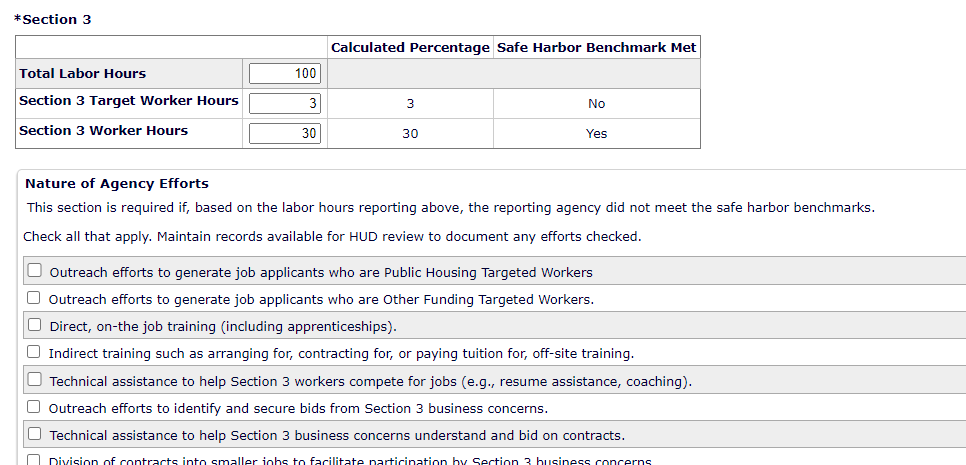 *Section 3
Calculated Percentage Safe Harbor Benchmark Met
Total Labor Hours 100
Section 3 Target Worker Hours 3 3 No
Section 3 Worker Hours 30 30 Yes
Nature of Agency Efforts
This section is required if, based on the labor hours reporting above, the reporting agency did not meet the safe harbor benchmarks.
Check all that apply. Maintain records available for HUD review to document any efforts checked.
Outreach efforts to generate job applicants who are Public Housing Targeted Workers
Outreach efforts to generate job applicants who are Other Funding Targeted Workers.
Direct, on-the job training (including apprenticeships).
Indirect training such as arranging for, contracting for, or paying tuition for, off-site training.
Technical assistance to help Section 3 workers compete for jobs (e.g., resume assistance, coaching).
Outreach efforts to identify and secure bids from Section 3 business concerns.
Technical assistance to help Section 3 business concerns understand and bid on contracts.
Division of contracts into smaller jobs to facilitate participation by Section 3 business concerns.